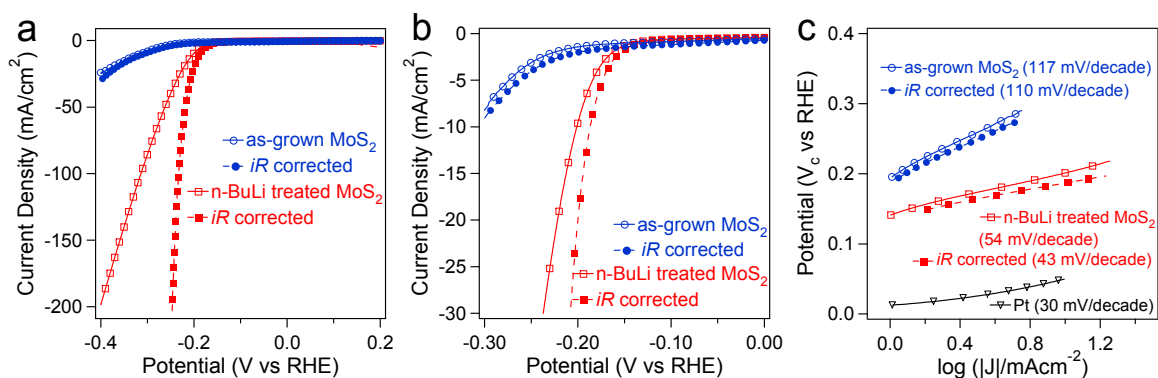 a
0
-50
-100
-150
-200
Current Density (mA/cm²)
as-grown MoS₂
iR corrected
n-BuLi treated MoS₂
iR corrected
-0.4
-0.2
0.0
0.2
Potential (V vs RHE)
b
0
-5
-10
-15
-20
-25
-30
Current Density (mA/cm²)
as-grown MoS₂
iR corrected
n-BuLi treated MoS₂
iR corrected
-0.30
-0.20
-0.10
0.00
Potential (V vs RHE)
c
0.4
0.3
0.2
0.1
0.0
Potential (V_c vs RHE)
as-grown MoS₂ (117 mV/decade)
iR corrected (110 mV/decade)
n-BuLi treated MoS₂
(54 mV/decade)
iR corrected (43 mV/decade)
Pt (30 mV/decade)
0.0
0.4
0.8
1.2
log (|J|/mAcm⁻²)